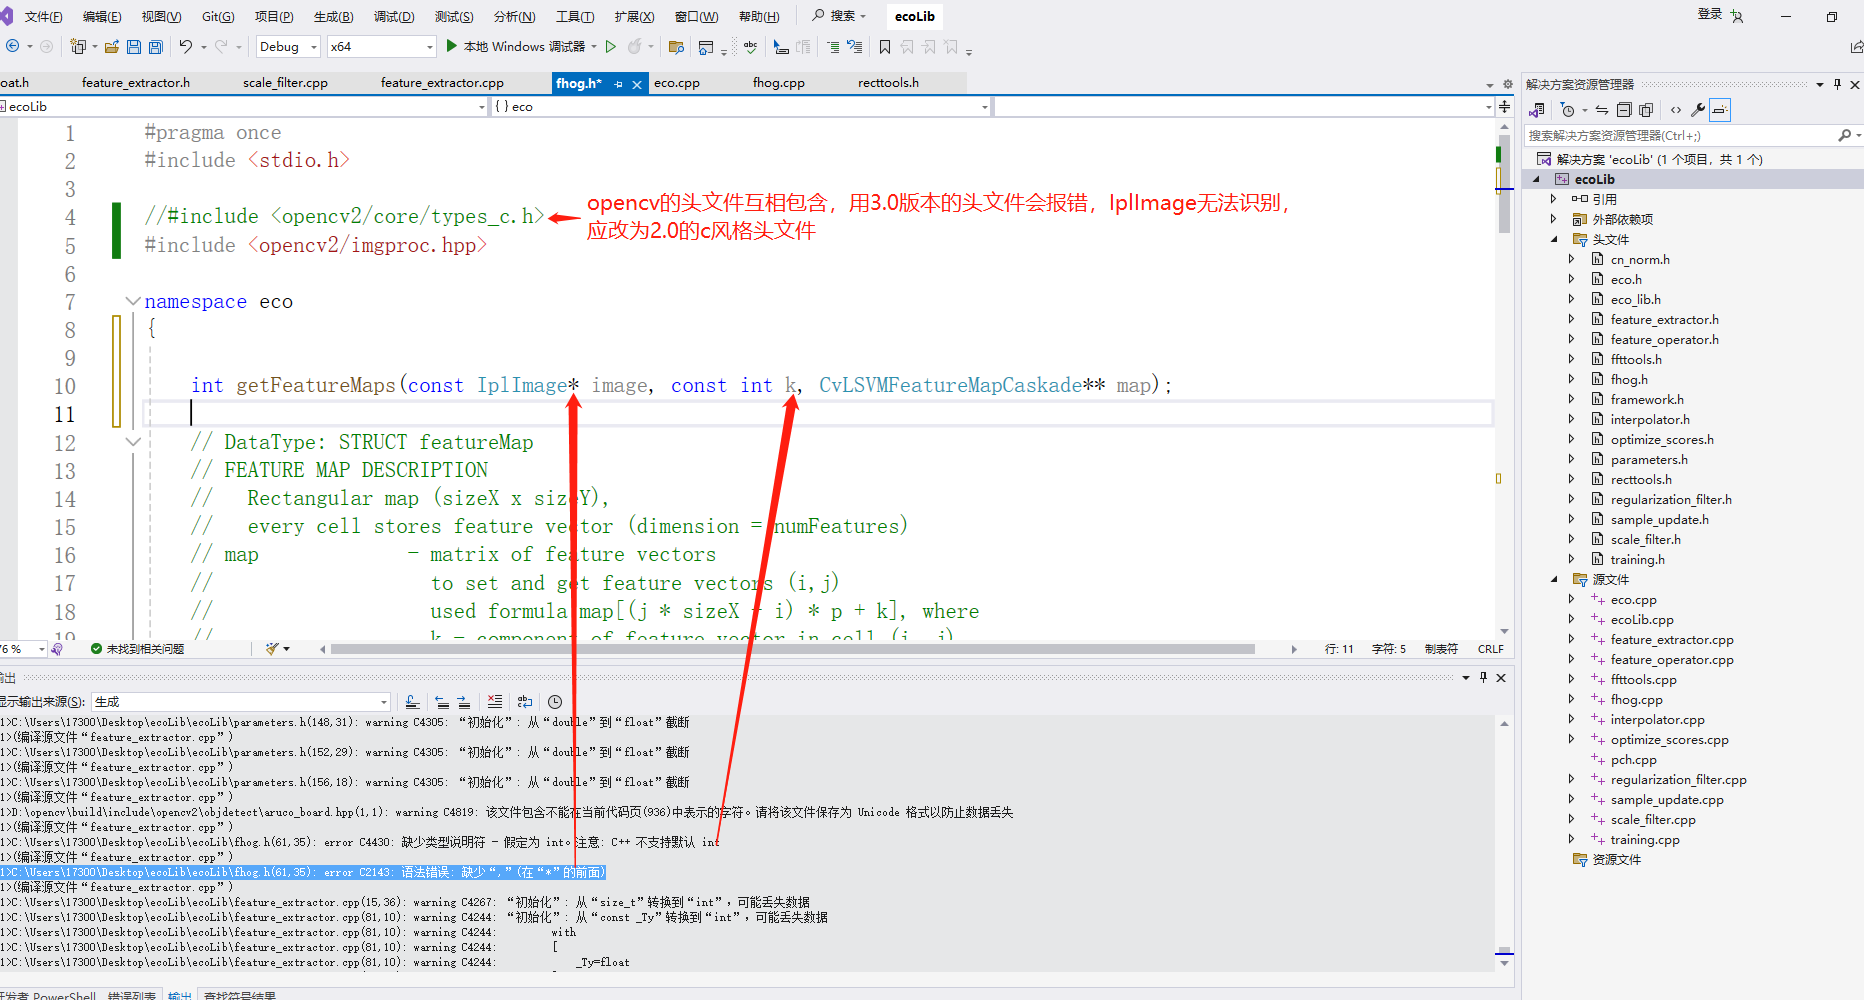 文件(F) 编辑(E) 视图(V) Git(G) 项目(P) 生成(B) 调试(D) 测试(S) 分析(N) 工具(T) 扩展(X) 窗口(W) 帮助(H) 搜索 ecoLib 登录
Debug x64 本地 Windows 调试器
oat.h feature_extractor.h scale_filter.cpp feature_extractor.cpp fhog.h* eco.cpp fhog.cpp recttools.h
ecoLib { } eco
1 #pragma once
2 #include <stdio.h>
3
4 //#include <opencv2/core/types_c.h>
5 #include <opencv2/imgproc.hpp>
opencv的头文件互相包含，用3.0版本的头文件会报错，IplImage无法识别，
应改为2.0的c风格头文件
6
7 namespace eco
8 {
9
10 int getFeatureMaps(const IplImage* image, const int k, CvLSVMFeatureMapCaskade** map);
11
12 // DataType: STRUCT featureMap
13 // FEATURE MAP DESCRIPTION
14 // Rectangular map (sizeX x sizeY),
15 // every cell stores feature vector (dimension = numFeatures)
16 // map - matrix of feature vectors
17 // to set and get feature vectors (i,j)
18 // used formula map[(j * sizeX + i) * p + k], where
19 // k - component of feature vector in cell (i, j)
76 % 未找到相关问题 行: 11 字符: 5 制表符 CRLF
输出
显示输出来源(S): 生成
1>C:\Users\17300\Desktop\ecoLib\ecoLib\parameters.h(148,31): warning C4305: “初始化”: 从“double”到“float”截断
1>(编译源文件“feature_extractor.cpp”)
1>C:\Users\17300\Desktop\ecoLib\ecoLib\parameters.h(152,29): warning C4305: “初始化”: 从“double”到“float”截断
1>(编译源文件“feature_extractor.cpp”)
1>C:\Users\17300\Desktop\ecoLib\ecoLib\parameters.h(156,18): warning C4305: “初始化”: 从“double”到“float”截断
1>(编译源文件“feature_extractor.cpp”)
1>D:\opencv\build\include\opencv2\objdetect\aruco_board.hpp(1,1): warning C4819: 该文件包含不能在当前代码页(936)中表示的字符。请将该文件保存为 Unicode 格式以防止数据丢失
1>(编译源文件“feature_extractor.cpp”)
1>C:\Users\17300\Desktop\ecoLib\ecoLib\fhog.h(61,35): error C4430: 缺少类型说明符 - 假定为 int。注意: C++ 不支持默认 int
1>(编译源文件“feature_extractor.cpp”)
1>C:\Users\17300\Desktop\ecoLib\ecoLib\fhog.h(61,35): error C2143: 语法错误: 缺少“,”(在“*”的前面)
1>(编译源文件“feature_extractor.cpp”)
1>C:\Users\17300\Desktop\ecoLib\ecoLib\feature_extractor.cpp(15,36): warning C4267: “初始化”: 从“size_t”转换到“int”，可能丢失数据
1>C:\Users\17300\Desktop\ecoLib\ecoLib\feature_extractor.cpp(81,10): warning C4244: “初始化”: 从“const _Ty”转换到“int”，可能丢失数据
1>C:\Users\17300\Desktop\ecoLib\ecoLib\feature_extractor.cpp(81,10): warning C4244: with
1>C:\Users\17300\Desktop\ecoLib\ecoLib\feature_extractor.cpp(81,10): warning C4244: [
1>C:\Users\17300\Desktop\ecoLib\ecoLib\feature_extractor.cpp(81,10): warning C4244: _Ty=float
开发者 PowerShell 错误列表 输出 查找符号结果
解决方案资源管理器
搜索解决方案资源管理器(Ctrl+;)
解决方案 'ecoLib' (1 个项目，共 1 个)
ecoLib
引用
外部依赖项
头文件
cn_norm.h
eco.h
eco_lib.h
feature_extractor.h
feature_operator.h
ffttools.h
fhog.h
framework.h
interpolator.h
optimize_scores.h
parameters.h
recttools.h
regularization_filter.h
sample_update.h
scale_filter.h
training.h
源文件
eco.cpp
ecoLib.cpp
feature_extractor.cpp
feature_operator.cpp
ffttools.cpp
fhog.cpp
interpolator.cpp
optimize_scores.cpp
pch.cpp
regularization_filter.cpp
sample_update.cpp
scale_filter.cpp
training.cpp
资源文件